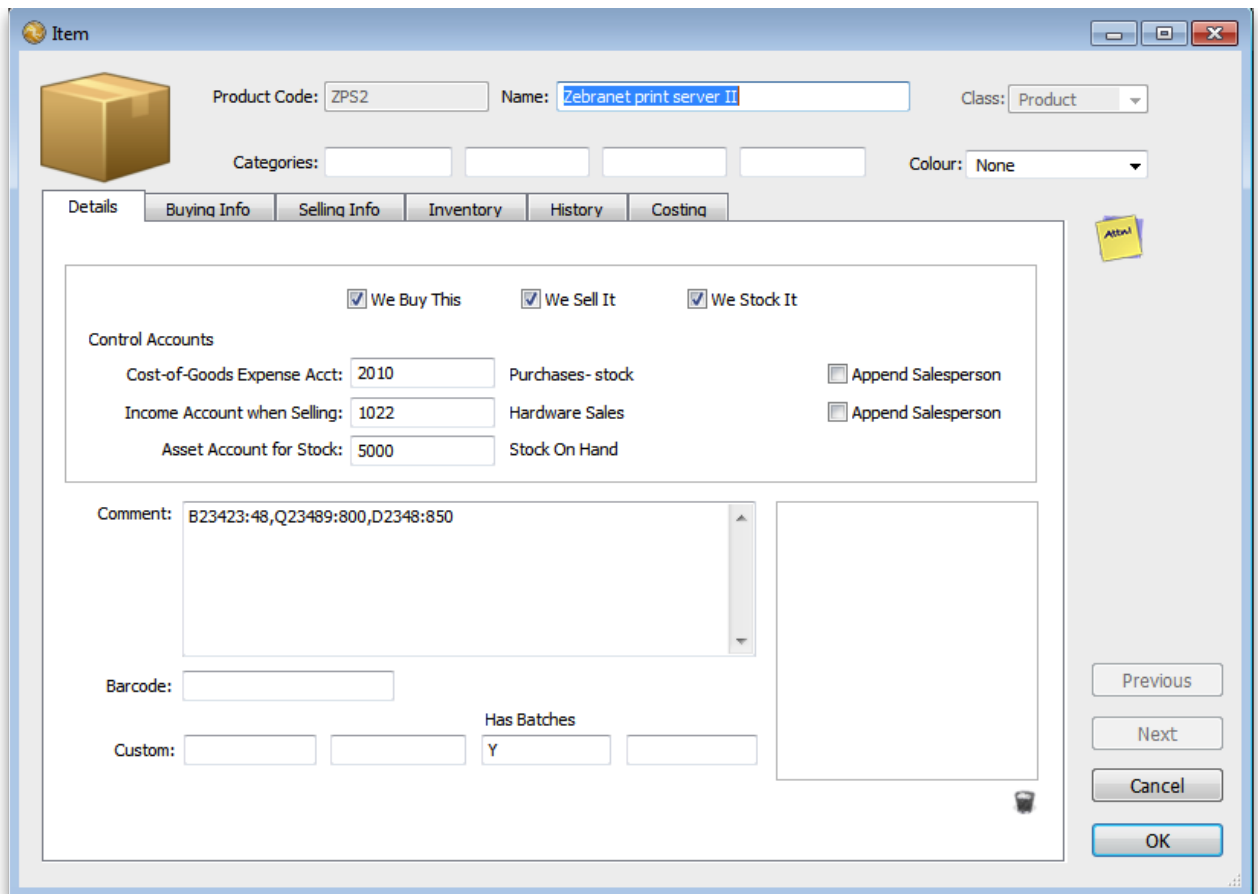 Item
Product Code: ZPS2 Name: Zebranet print server II Class: Product
Categories: Colour: None
Details Buying Info Selling Info Inventory History Costing
Attn!
We Buy This We Sell It We Stock It
Control Accounts
Cost-of-Goods Expense Acct: 2010 Purchases- stock Append Salesperson
Income Account when Selling: 1022 Hardware Sales Append Salesperson
Asset Account for Stock: 5000 Stock On Hand
Comment: B23423:48,Q23489:800,D2348:850
Barcode:
Has Batches
Custom: Y
Previous
Next
Cancel
OK